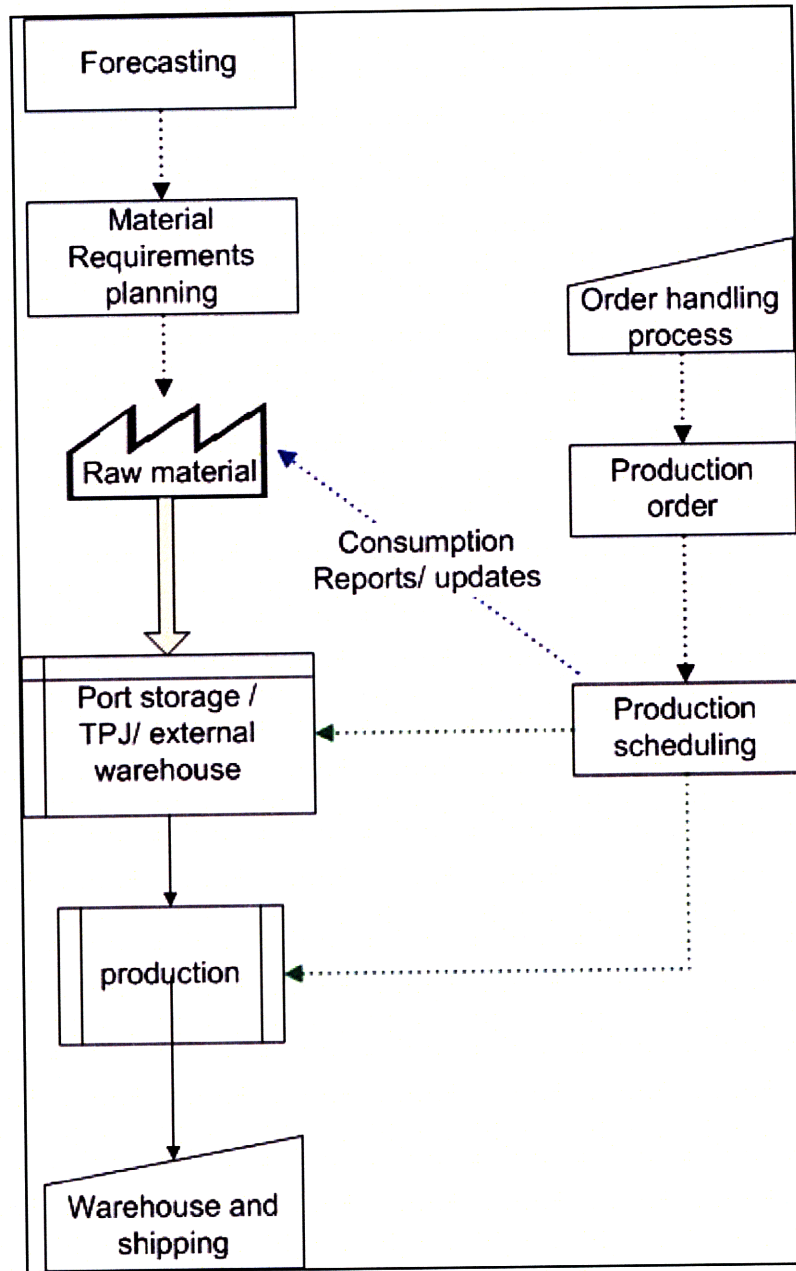 Forecasting
Material
Requirements
planning
Order handling
process
Raw material
Production
order
Consumption
Reports/ updates
Port storage /
TPJ/ external
warehouse
Production
scheduling
production
Warehouse and
shipping